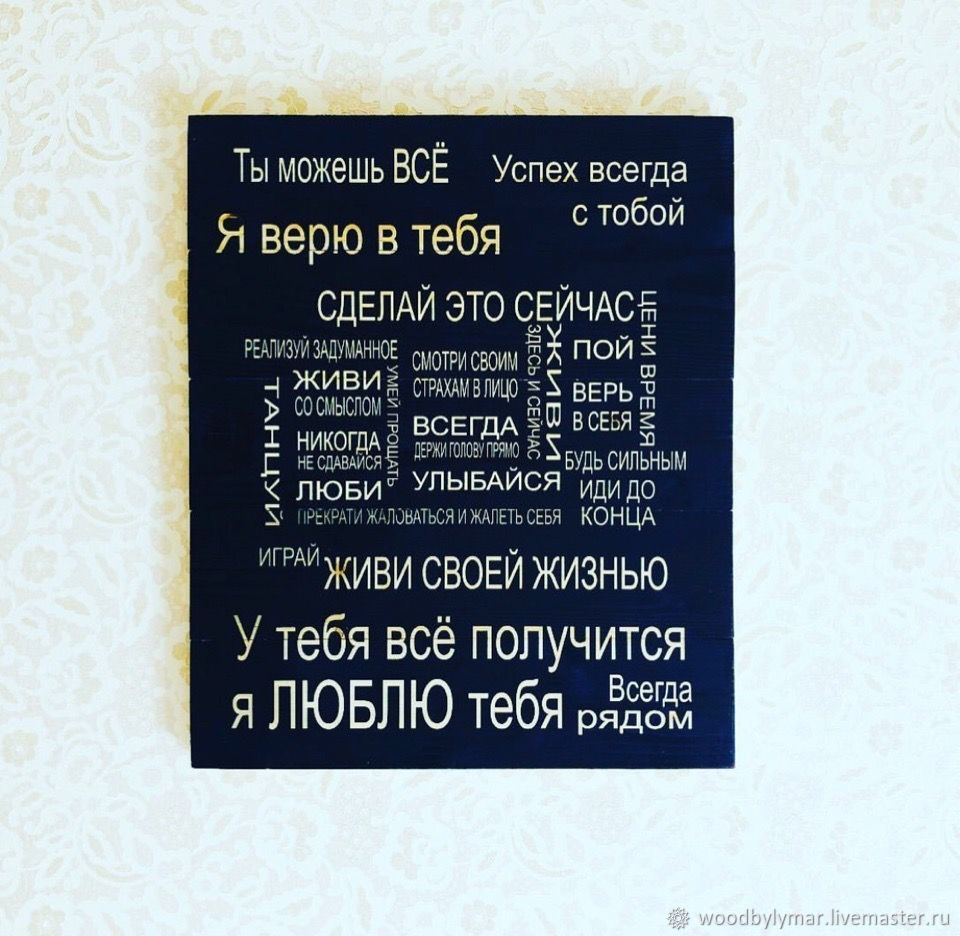 Ты можешь ВСЁ
Успех всегда
с тобой
Я верю в тебя
СДЕЛАЙ ЭТО СЕЙЧАС
ЦЕНИ ВРЕМЯ
РЕАЛИЗУЙ ЗАДУМАННОЕ
ТАНЦУЙ
ЖИВИ
СО СМЫСЛОМ
НИКОГДА
НЕ СДАВАЙСЯ
ЛЮБИ
УМЕЙ ПРОЩАТЬ
СМОТРИ СВОИМ
СТРАХАМ В ЛИЦО
ВСЕГДА
ДЕРЖИ ГОЛОВУ ПРЯМО
УЛЫБАЙСЯ
ЗДЕСЬ И СЕЙЧАС
ЖИВИ
ПОЙ
ВЕРЬ
В СЕБЯ
БУДЬ СИЛЬНЫМ
ИДИ ДО
КОНЦА
ПРЕКРАТИ ЖАЛОВАТЬСЯ И ЖАЛЕТЬ СЕБЯ
ИГРАЙ
ЖИВИ СВОЕЙ ЖИЗНЬЮ
У тебя всё получится
я ЛЮБЛЮ тебя
Всегда
рядом
woodbylymar.livemaster.ru